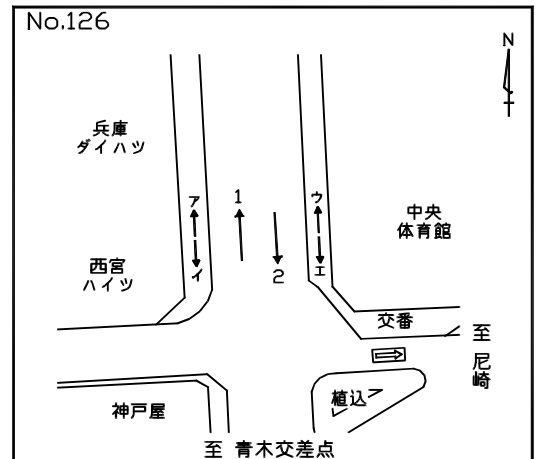 No.126
N
兵庫
ダイハツ
ア
1
ウ
中央
体育館
西宮
ハイツ
イ
2
エ
交番
至
尼
崎
神戸屋
植込
至 青木交差点